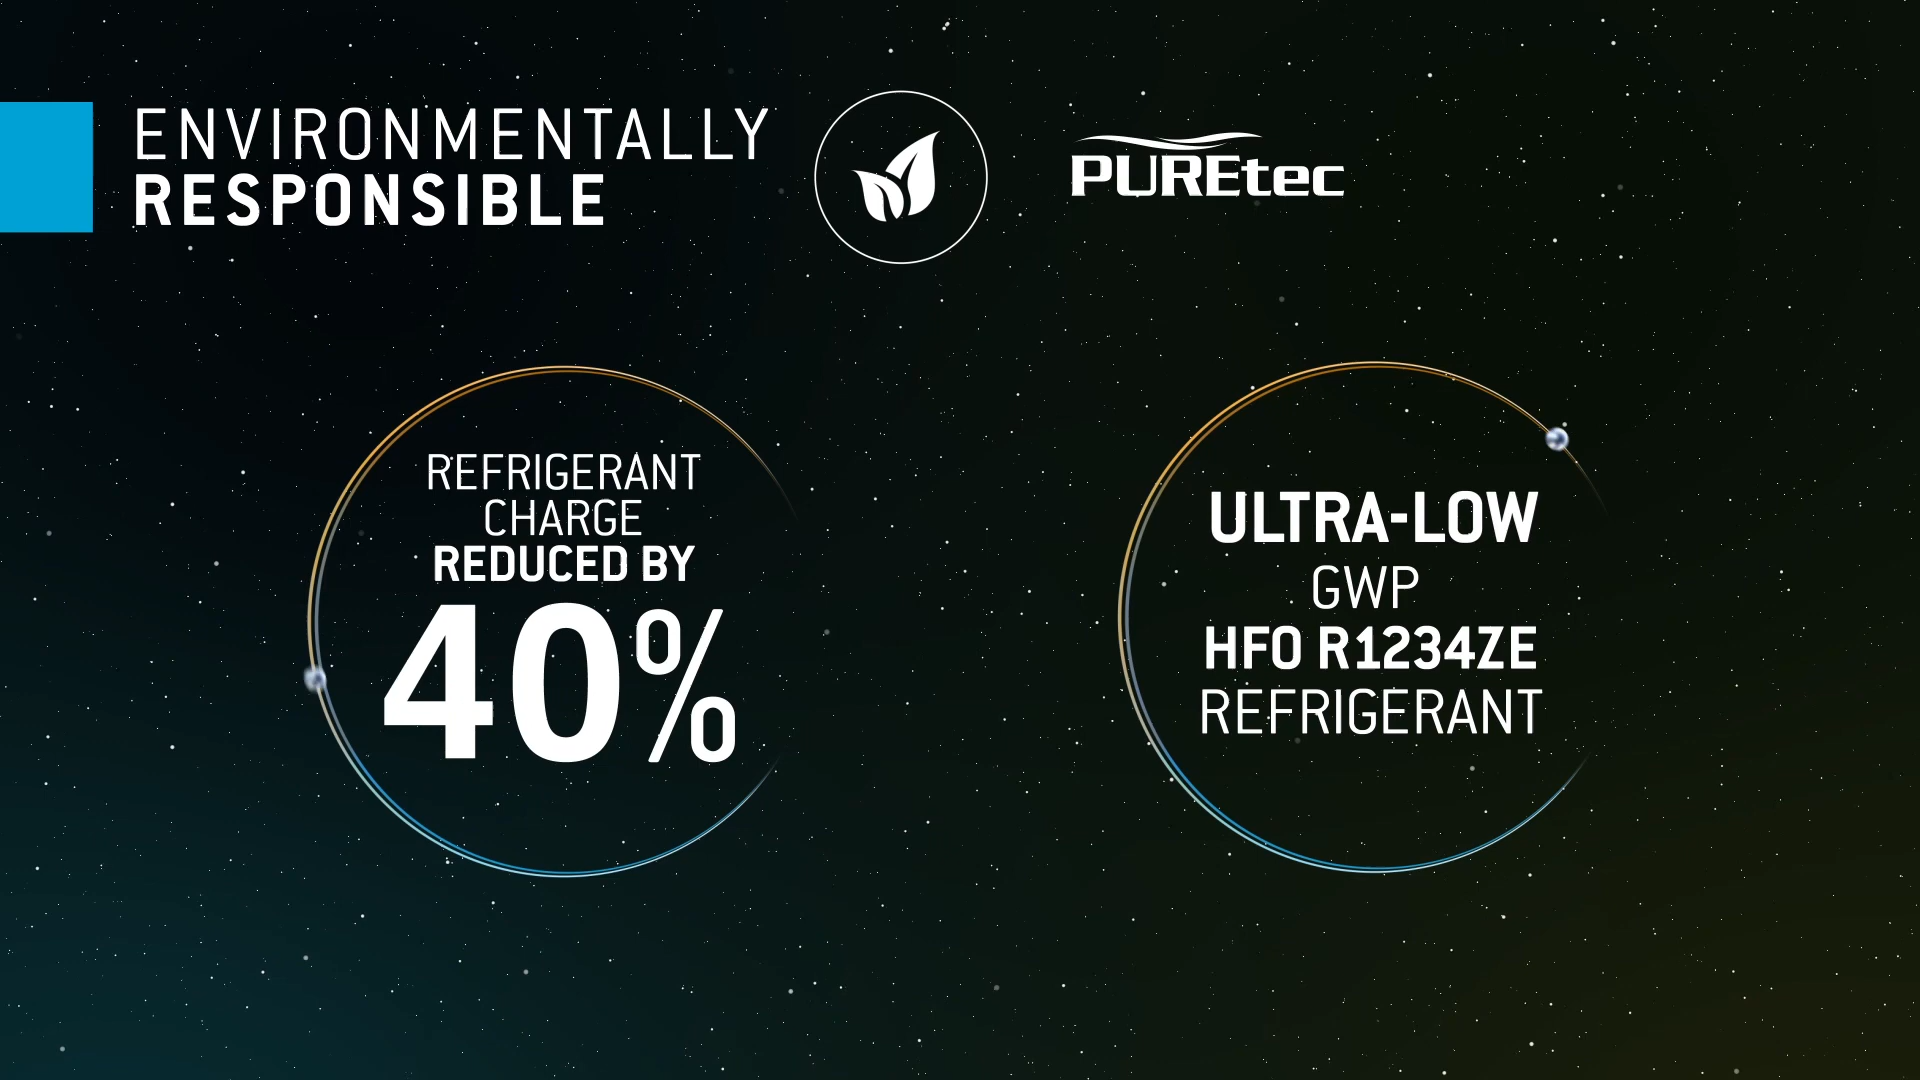 ENVIRONMENTALLY
RESPONSIBLE
PUREtec
REFRIGERANT
CHARGE
REDUCED BY
40%
ULTRA-LOW
GWP
HFO R1234ZE
REFRIGERANT